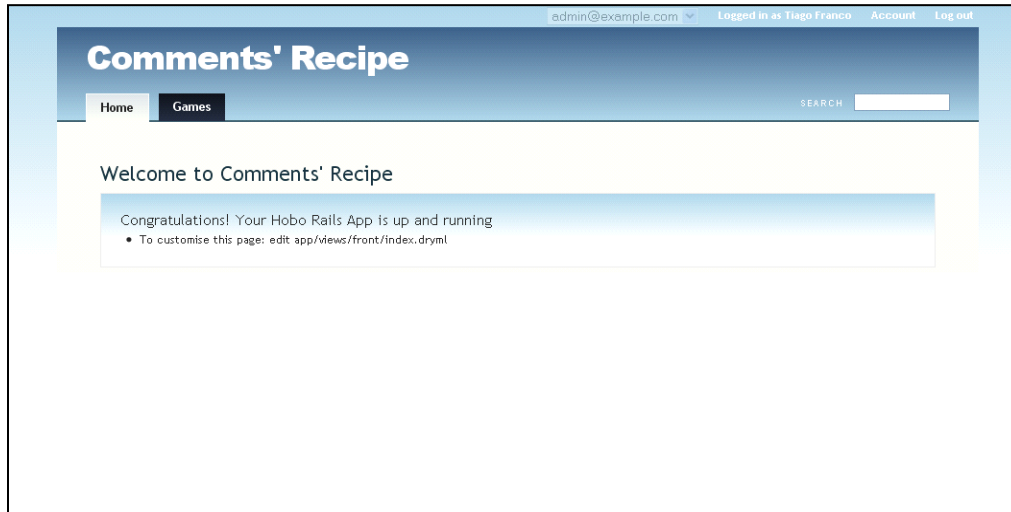 admin@example.com Logged in as Tiago Franco Account Log out
Comments' Recipe
Home Games SEARCH
Welcome to Comments' Recipe
Congratulations! Your Hobo Rails App is up and running
• To customise this page: edit app/views/front/index.dryml